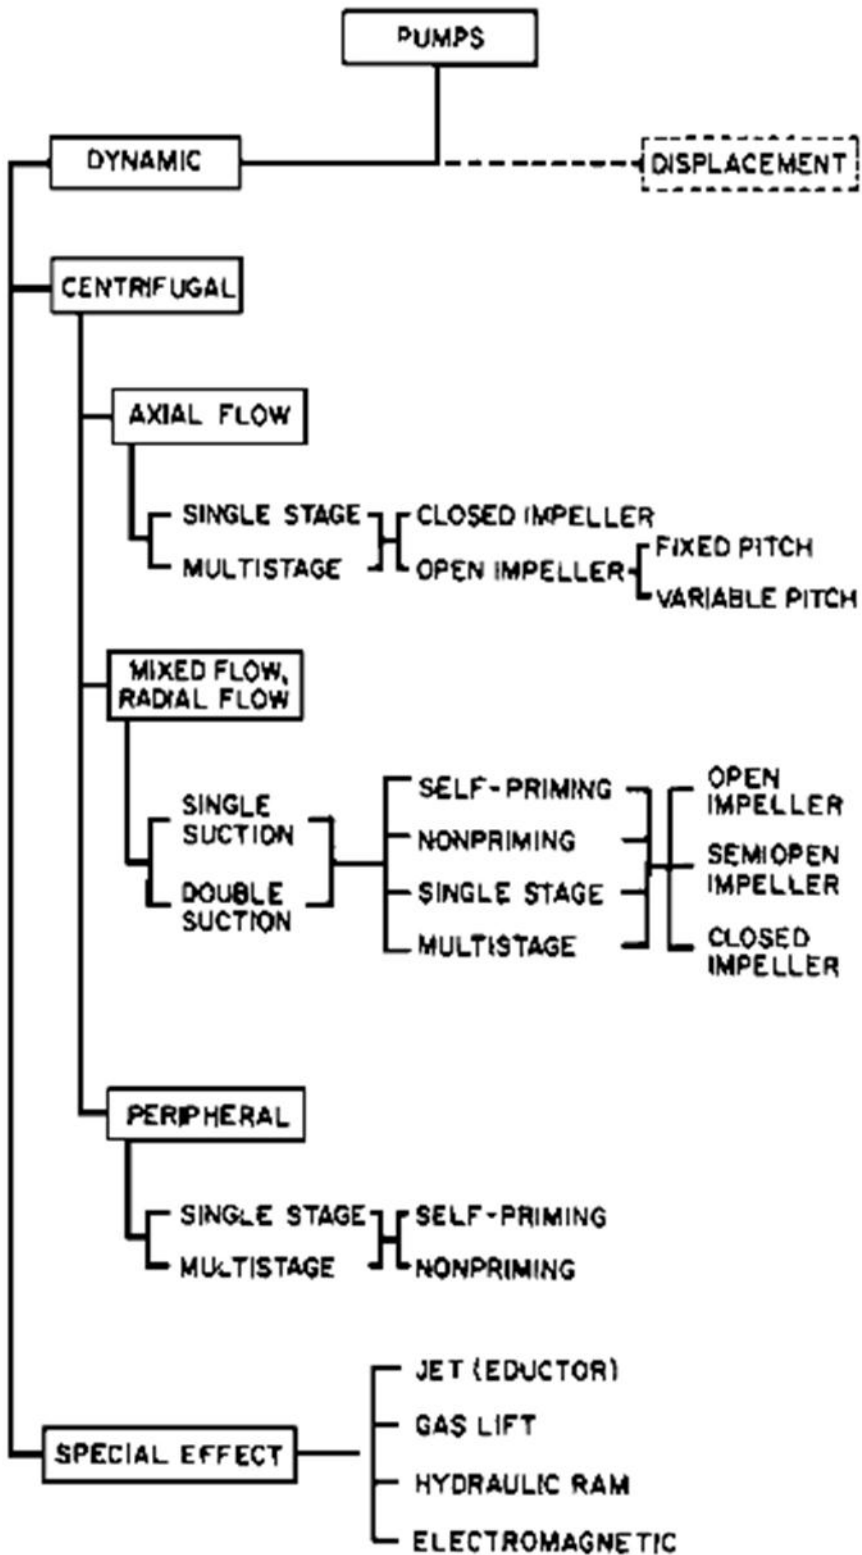 PUMPS
DYNAMIC
DISPLACEMENT
CENTRIFUGAL
AXIAL FLOW
SINGLE STAGE
CLOSED IMPELLER
FIXED PITCH
MULTISTAGE
OPEN IMPELLER
VARIABLE PITCH
MIXED FLOW,
RADIAL FLOW
SINGLE
SUCTION
DOUBLE
SUCTION
SELF-PRIMING
NONPRIMING
SINGLE STAGE
MULTISTAGE
OPEN
IMPELLER
SEMIOPEN
IMPELLER
CLOSED
IMPELLER
PERIPHERAL
SINGLE STAGE
SELF-PRIMING
MULTISTAGE
NONPRIMING
SPECIAL EFFECT
JET (EDUCTOR)
GAS LIFT
HYDRAULIC RAM
ELECTROMAGNETIC